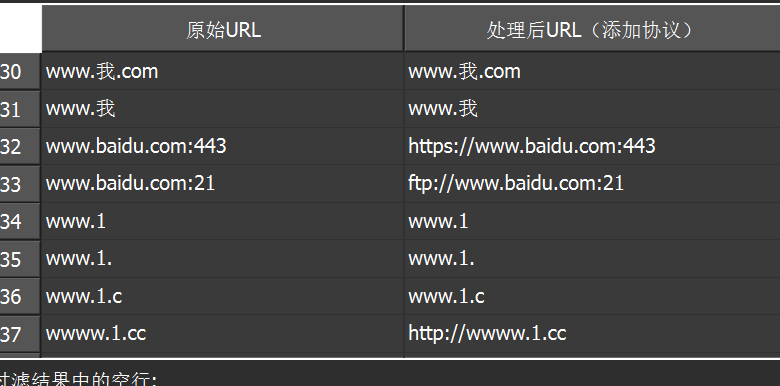 原始URL 处理后URL（添加协议）
30 www.我.com www.我.com
31 www.我 www.我
32 www.baidu.com:443 https://www.baidu.com:443
33 www.baidu.com:21 ftp://www.baidu.com:21
34 www.1 www.1
35 www.1. www.1.
36 www.1.c www.1.c
37 wwww.1.cc http://wwww.1.cc
过滤结果中的空行: